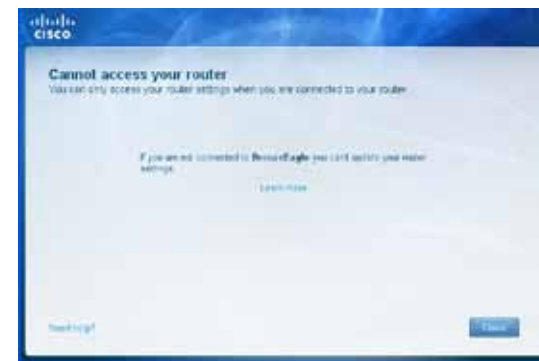 CISCO
Cannot access your router
You can only access your router settings when you are connected to your router.
If you are not connected to you can't update your router
settings.
Learn more
Need help?
Close